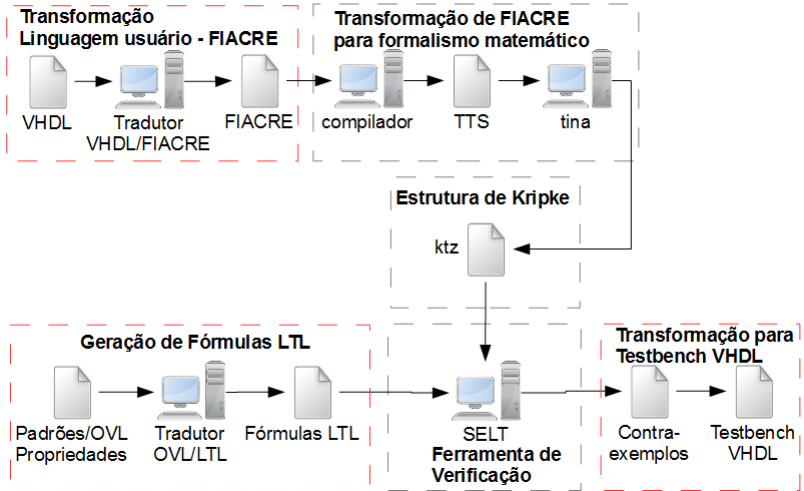 Transformação
Linguagem usuário - FIACRE
VHDL
Tradutor
VHDL/FIACRE
FIACRE
Transformação de FIACRE
para formalismo matemático
compilador
TTS
tina
Estrutura de Kripke
ktz
Geração de Fórmulas LTL
Padrões/OVL
Propriedades
Tradutor
OVL/LTL
Fórmulas LTL
SELT
Ferramenta de
Verificação
Transformação para
Testbench VHDL
Contra-
exemplos
Testbench
VHDL